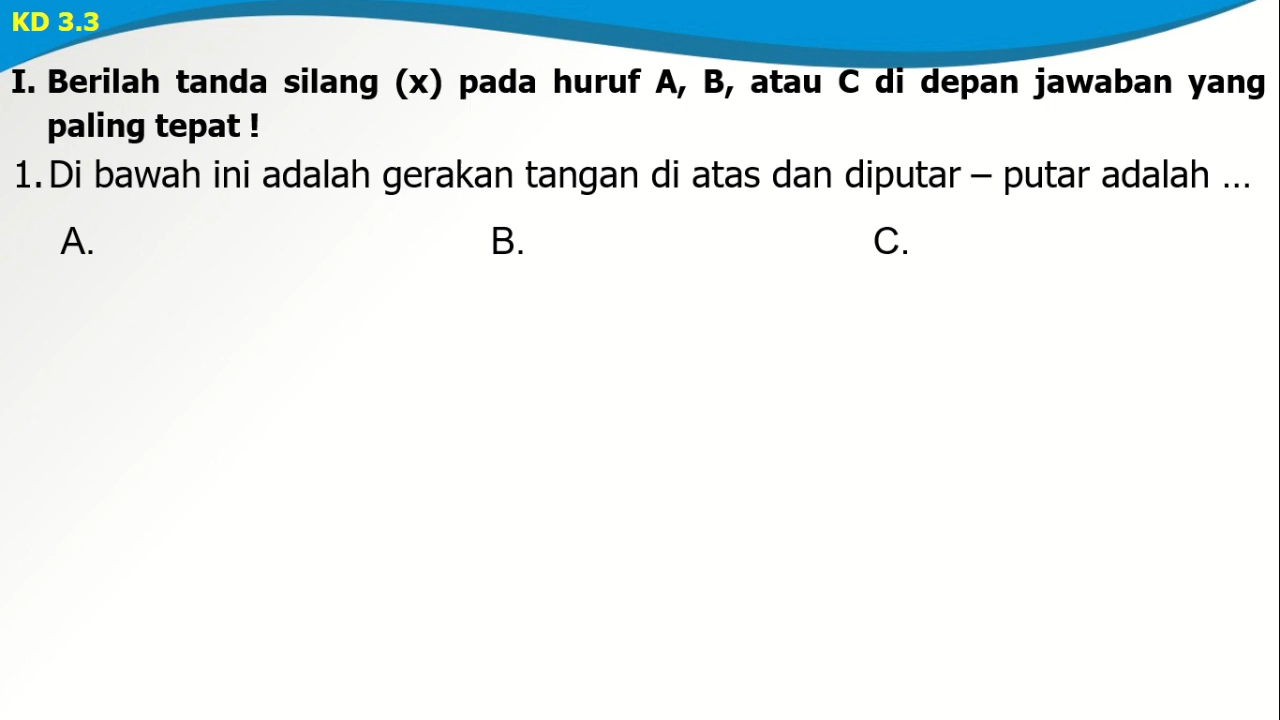 KD 3.3
I. Berilah tanda silang (x) pada huruf A, B, atau C di depan jawaban yang
paling tepat !
1. Di bawah ini adalah gerakan tangan di atas dan diputar – putar adalah ...
A. B. C.